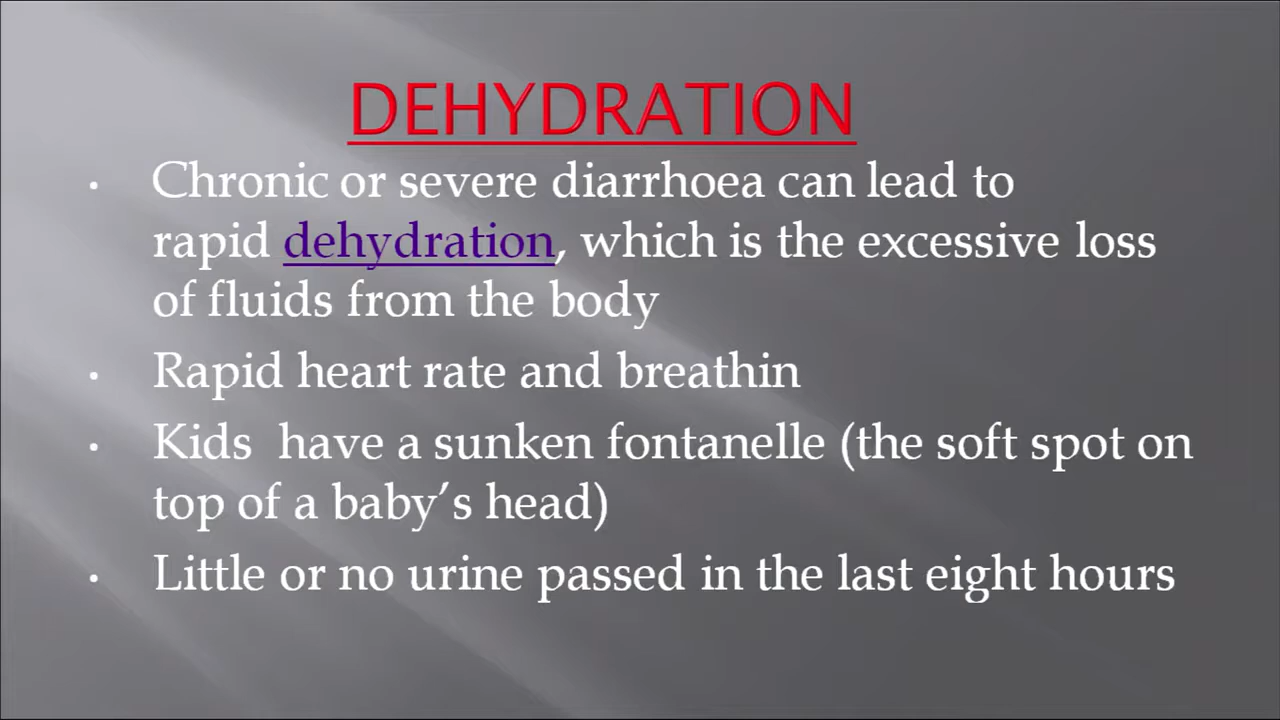 DEHYDRATION
• Chronic or severe diarrhoea can lead to
rapid dehydration, which is the excessive loss
of fluids from the body
• Rapid heart rate and breathin
• Kids  have a sunken fontanelle (the soft spot on
top of a baby’s head)
• Little or no urine passed in the last eight hours